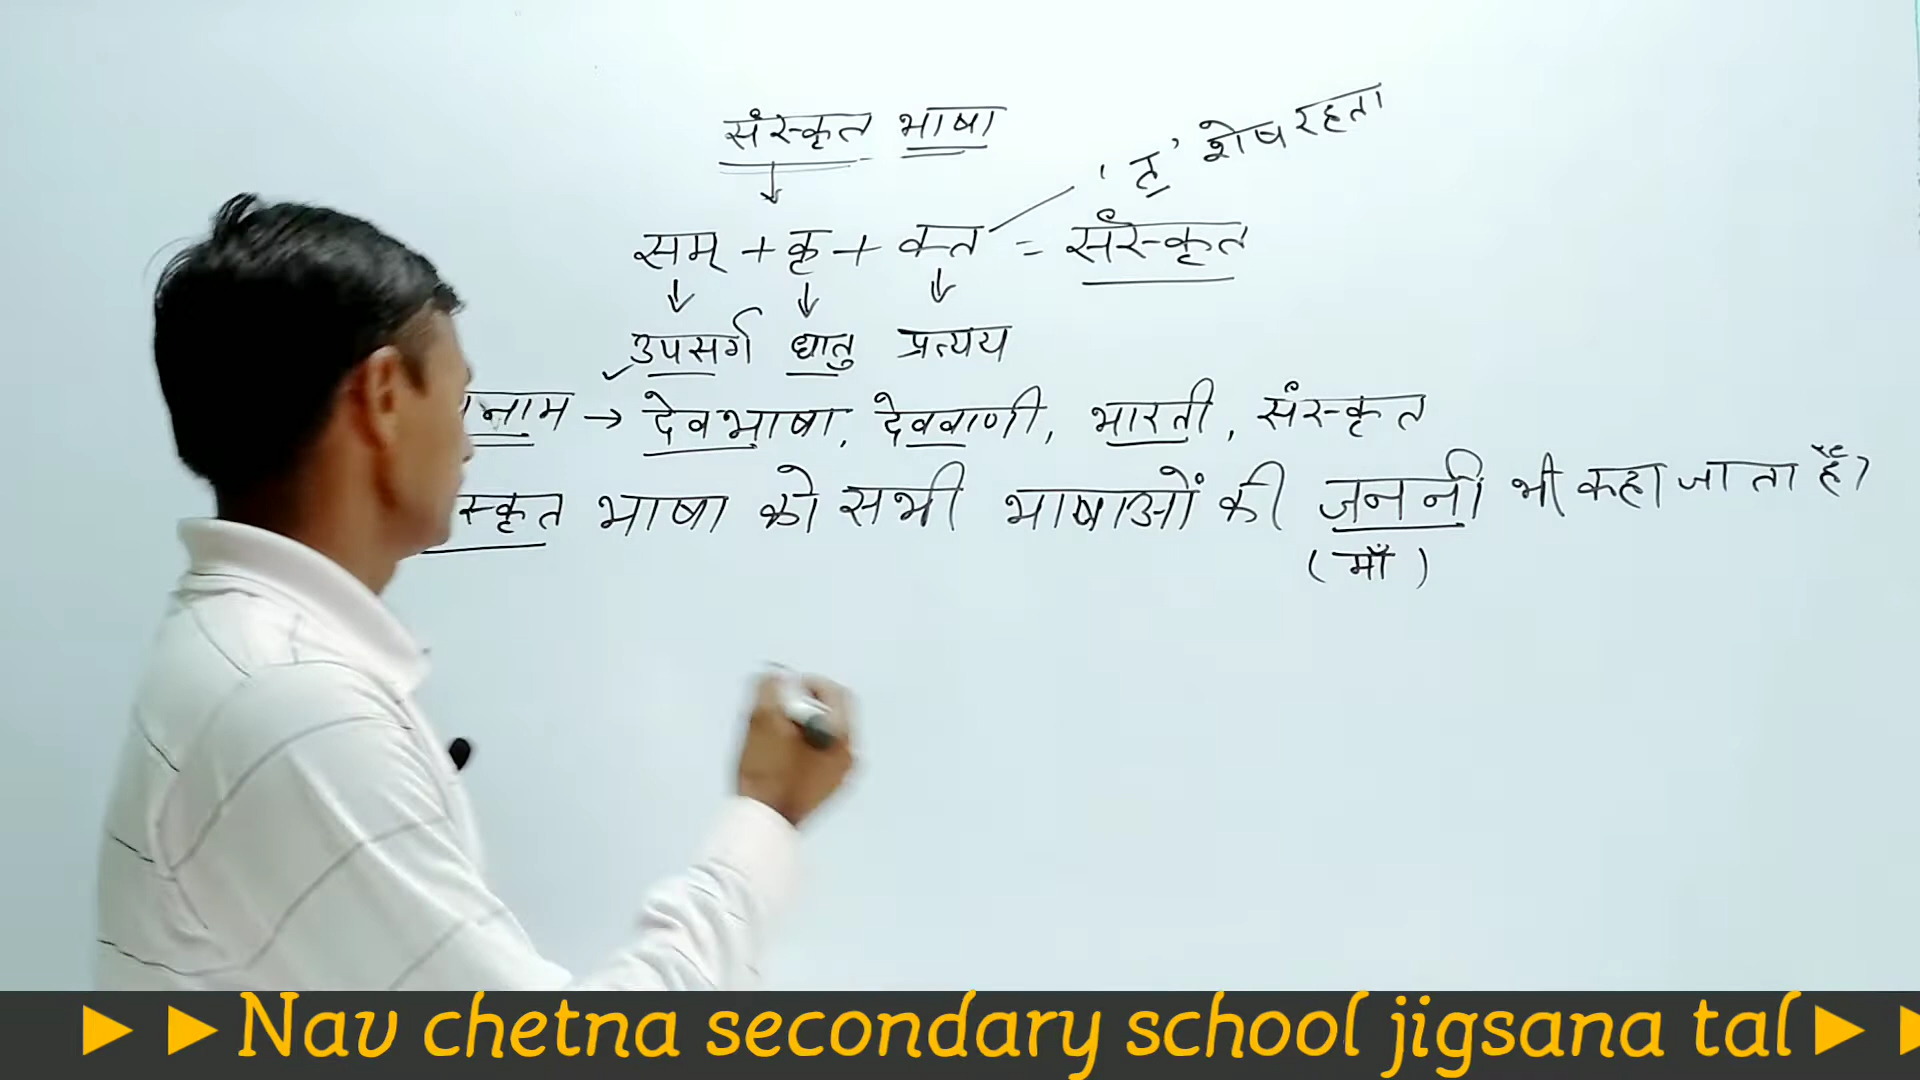 संस्कृत भाषा
'त' शेष रहता
सम् + कृ + क्त = संस्कृत
उपसर्ग धातु प्रत्यय
नाम → देवभाषा, देववाणी, भारती, संस्कृत
स्कृत भाषा को सभी भाषाओं की जननी भी कहा जाता हैं?
(माँ)
Nav chetna secondary school jigsana tal